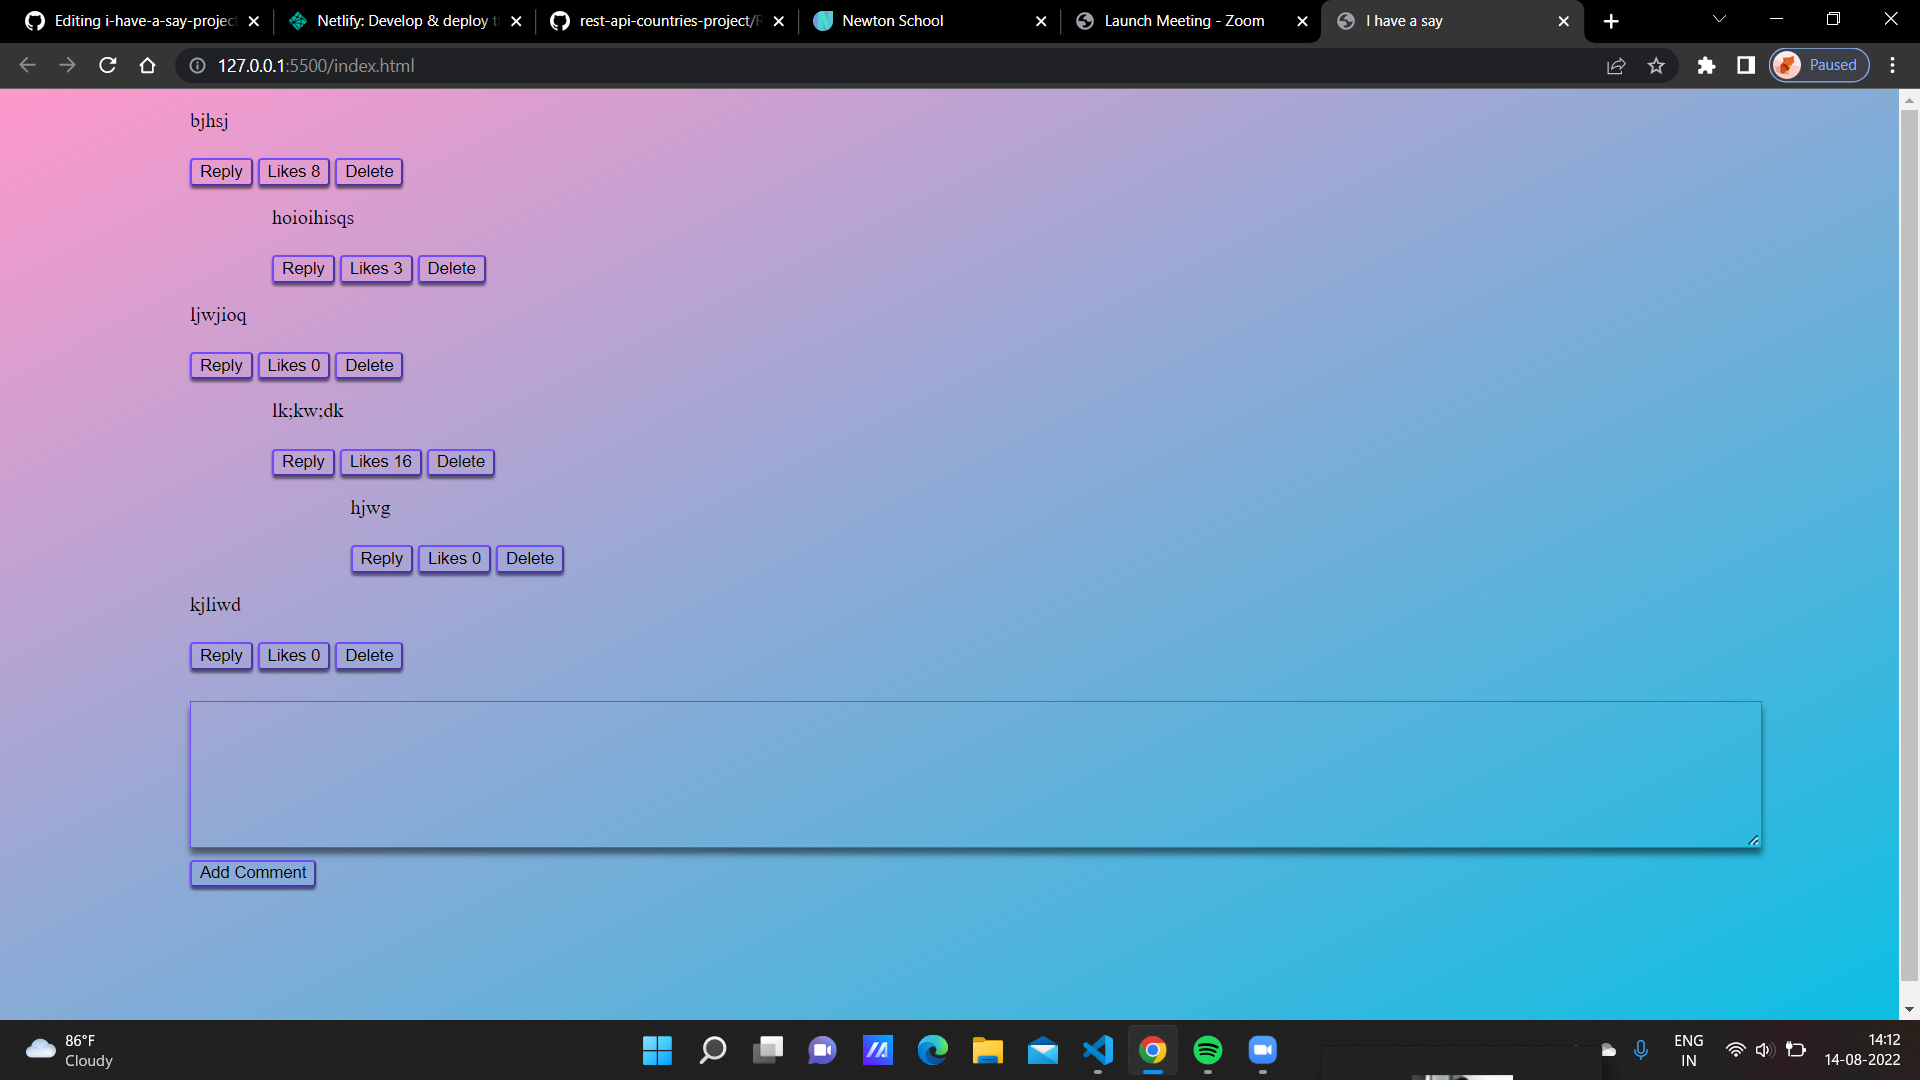 Editing i-have-a-say-project
Netlify: Develop & deploy t
rest-api-countries-project/R
Newton School
Launch Meeting - Zoom
I have a say
127.0.0.1:5500/index.html
Paused
bjhsj
Reply Likes 8 Delete
hoioihisqs
Reply Likes 3 Delete
ljwjioq
Reply Likes 0 Delete
lk;kw;dk
Reply Likes 16 Delete
hjwg
Reply Likes 0 Delete
kjliwd
Reply Likes 0 Delete
Add Comment
86°F
Cloudy
ENG
IN
14:12
14-08-2022